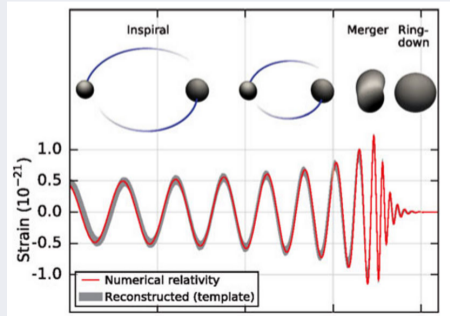 Inspiral
Merger
Ring-
down
1.0
0.5
0.0
-0.5
-1.0
Strain (10⁻²¹)
Numerical relativity
Reconstructed (template)